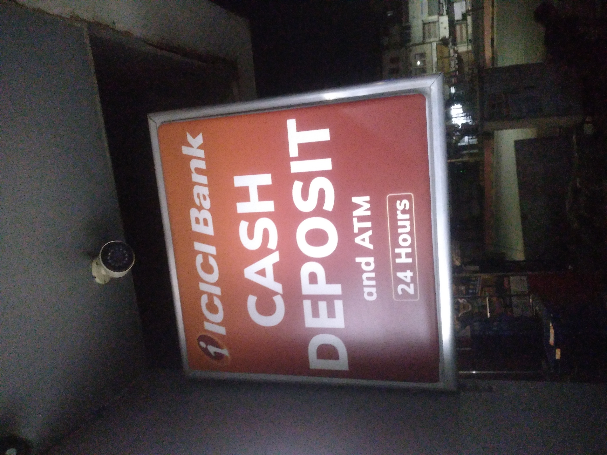 ICICI Bank
CASH
DEPOSIT
and ATM
24 Hours